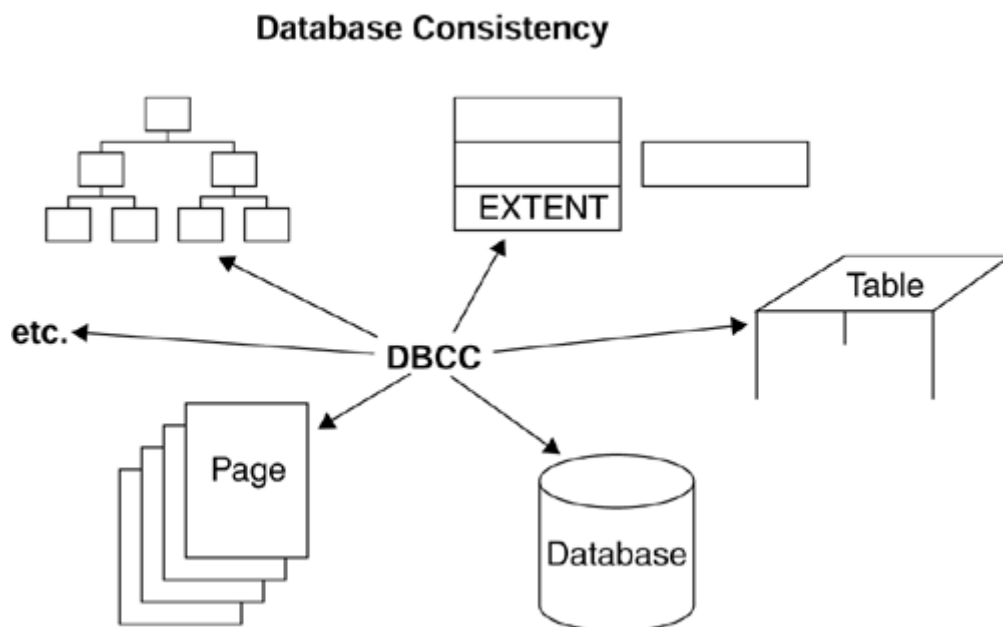 Database Consistency
EXTENT
Table
etc.
DBCC
Page
Database